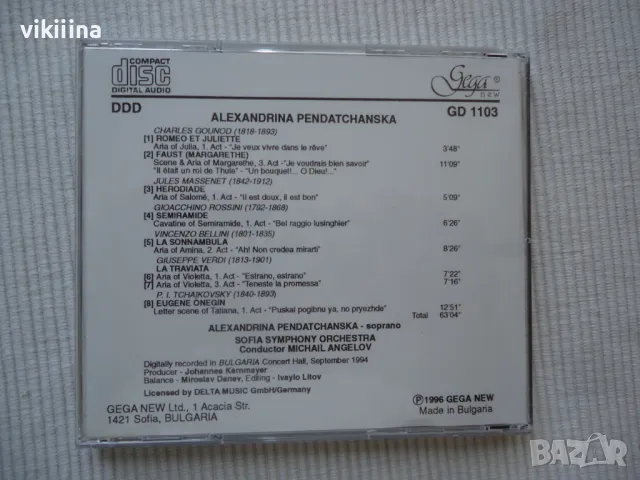 vikiiina
COMPACT
disc
DIGITAL AUDIO
Gega ®
new
DDD
GD 1103
ALEXANDRINA PENDATCHANSKA
CHARLES GOUNOD (1818-1893)
[1] ROMEO ET JULIETTE
Aria of Julia, 1. Act - "Je veux vivre dans le rêve" 3'48"
[2] FAUST (MARGARETHE)
Scene & Aria of Margarethe, 3. Act -"Je voudrais bien savoir" 11'09"
"Il était un roi de Thule" - "Un bouquet!... O Dieu!..."
JULES MASSENET (1842-1912)
[3] HERODIADE
Aria of Salomé, 1. Act - "Il est doux, il est bon" 5'09"
GIOACCHINO ROSSINI (1792-1868)
[4] SEMIRAMIDE
Cavatine of Semiramide, 1. Act - "Bel raggio lusinghier" 6'26"
VINCENZO BELLINI (1801-1835)
[5] LA SONNAMBULA
Aria of Amina, 2. Act - "Ah! Non credea mirarti" 8'26"
GIUSEPPE VERDI (1813-1901)
LA TRAVIATA
[6] Aria of Violetta, 1. Act - "Estrano, estrano" 7'22"
[7] Aria of Violetta, 3. Act - "Teneste la promessa" 7'16"
P. I. TCHAIKOVSKY (1840-1893)
[8] EUGENE ONEGIN 12'51"
Letter scene of Tatiana, 1. Act - "Puskai pogibnu ya, no pryezhde" Total 63'04"
ALEXANDRINA PENDATCHANSKA - soprano
SOFIA SYMPHONY ORCHESTRA
Conductor MICHAIL ANGELOV
Digitally recorded in BULGARIA Concert Hall, September 1994
Producer - Johannes Kernmayer
Balance - Miroslav Danev, Editing - Ivaylo Litov
Licensed by DELTA MUSIC GmbH/Germany
GEGA NEW Ltd., 1 Acacia Str.
1421 Sofia, BULGARIA
Ⓟ 1996 GEGA NEW
Made in Bulgaria
vikiiina
BAZAR
bg